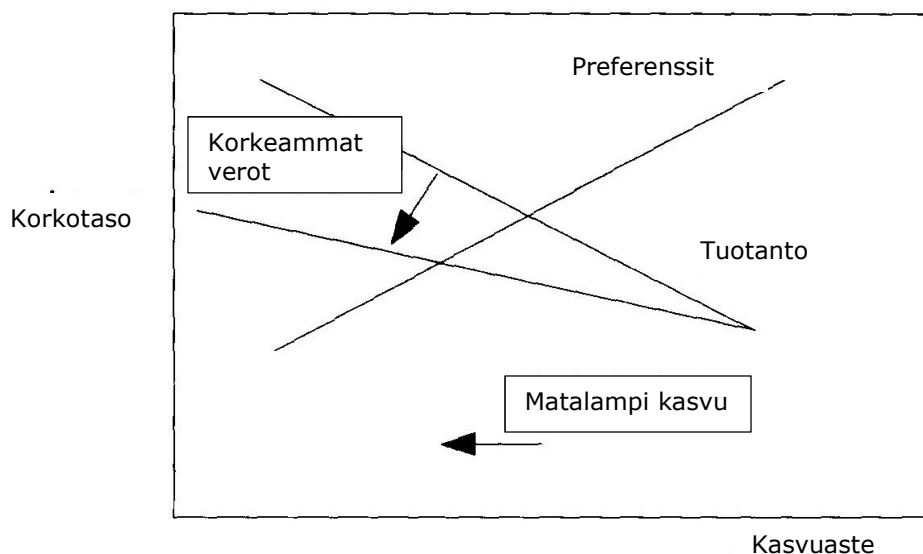 Preferenssit
Korkeammat
verot
Korkotaso
Tuotanto
Matalampi kasvu
Kasvuaste